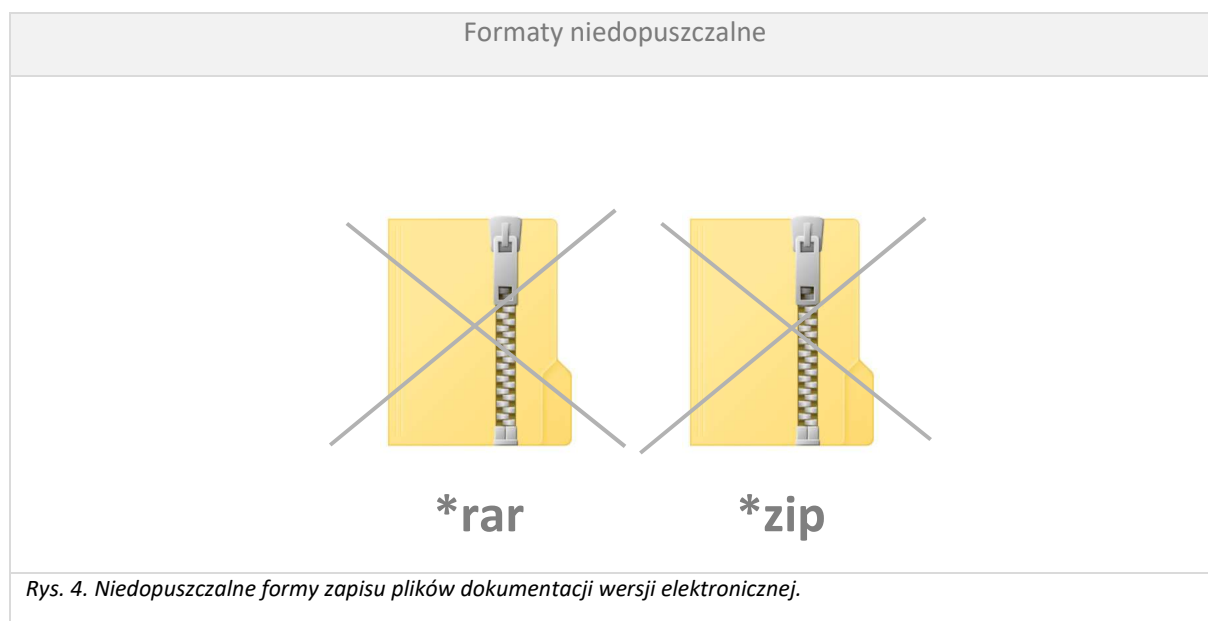 Formaty niedopuszczalne
*rar *zip
Rys. 4. Niedopuszczalne formy zapisu plików dokumentacji wersji elektronicznej.